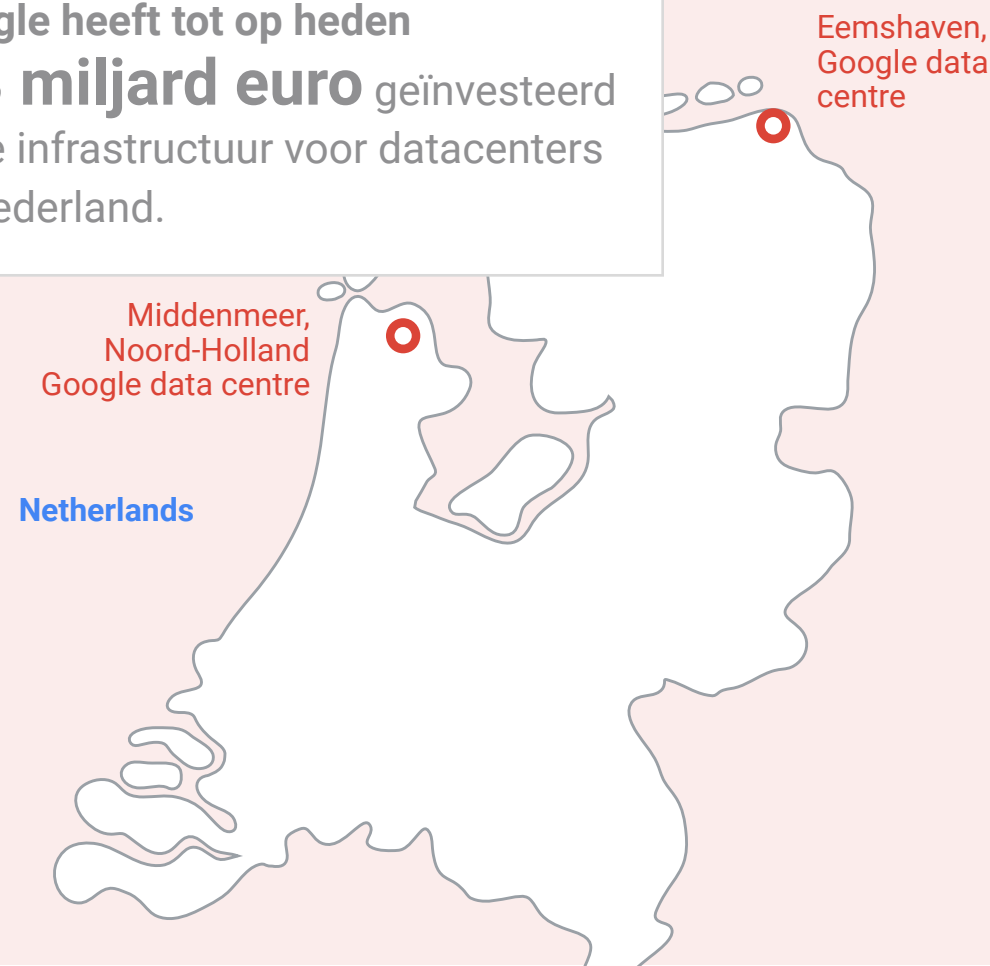 gle heeft tot op heden
miljard euro geïnvesteerd
e infrastructuur voor datacenters
ederland.
Eemshaven,
Google data
centre
Middenmeer,
Noord-Holland
Google data centre
Netherlands